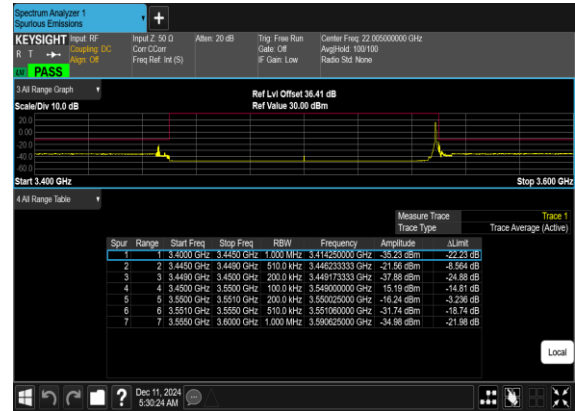 Spectrum Analyzer 1
Spurious Emissions
KEYSIGHT Input: RF Input Z: 50 Ω Atten: 20 dB Trig: Free Run Center Freq: 22.005000000 GHz
R T Coupling: DC Corr CCorr Gate: Off Avg|Hold: 100/100
Align: Off Freq Ref: Int (S) IF Gain: Low Radio Std: None
PASS
3 All Range Graph Ref Lvl Offset 36.41 dB
Scale/Div 10.0 dB Ref Value 30.00 dBm
20.0
0.00
-20.0
-40.0
-60.0
Start 3.400 GHz Stop 3.600 GHz
4 All Range Table
Measure Trace Trace 1
Trace Type Trace Average (Active)
Spur Range Start Freq Stop Freq RBW Frequency Amplitude ΔLimit
1 1 3.4000 GHz 3.4450 GHz 1.000 MHz 3.414250000 GHz -35.23 dBm -22.23 dB
2 2 3.4450 GHz 3.4490 GHz 510.0 kHz 3.446233333 GHz -21.56 dBm -8.564 dB
3 3 3.4490 GHz 3.4500 GHz 200.0 kHz 3.449173333 GHz -37.88 dBm -24.88 dB
4 4 3.4500 GHz 3.5500 GHz 100.0 kHz 3.549000000 GHz 15.19 dBm -14.81 dB
5 5 3.5500 GHz 3.5510 GHz 200.0 kHz 3.550025000 GHz -16.24 dBm -3.236 dB
6 6 3.5510 GHz 3.5550 GHz 510.0 kHz 3.551060000 GHz -31.74 dBm -18.74 dB
7 7 3.5550 GHz 3.6000 GHz 1.000 MHz 3.590625000 GHz -34.98 dBm -21.98 dB
Local
? Dec 11, 2024
5:30:24 AM